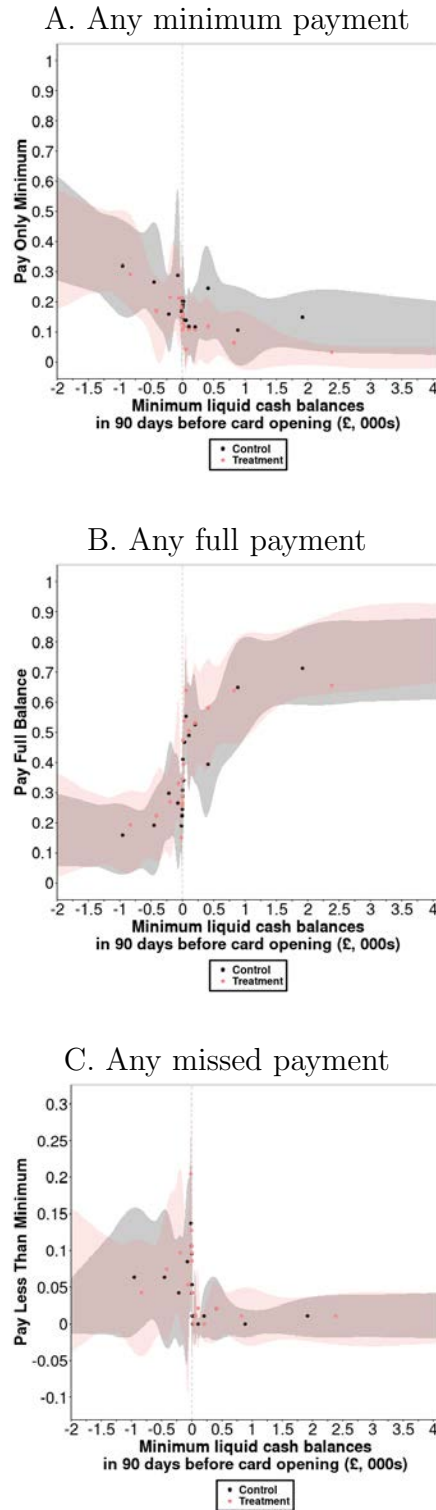 A. Any minimum payment
1
0.9
0.8
0.7
0.6
0.5
0.4
0.3
0.2
0.1
0
Pay Only Minimum
-2 -1.5 -1 -0.5 0 0.5 1 1.5 2 2.5 3 3.5 4
Minimum liquid cash balances
in 90 days before card opening (£, 000s)
Control
Treatment
B. Any full payment
1
0.9
0.8
0.7
0.6
0.5
0.4
0.3
0.2
0.1
0
Pay Full Balance
-2 -1.5 -1 -0.5 0 0.5 1 1.5 2 2.5 3 3.5 4
Minimum liquid cash balances
in 90 days before card opening (£, 000s)
Control
Treatment
C. Any missed payment
0.3
0.25
0.2
0.15
0.1
0.05
0
-0.05
-0.1
Pay Less Than Minimum
-2 -1.5 -1 -0.5 0 0.5 1 1.5 2 2.5 3 3.5 4
Minimum liquid cash balances
in 90 days before card opening (£, 000s)
Control
Treatment